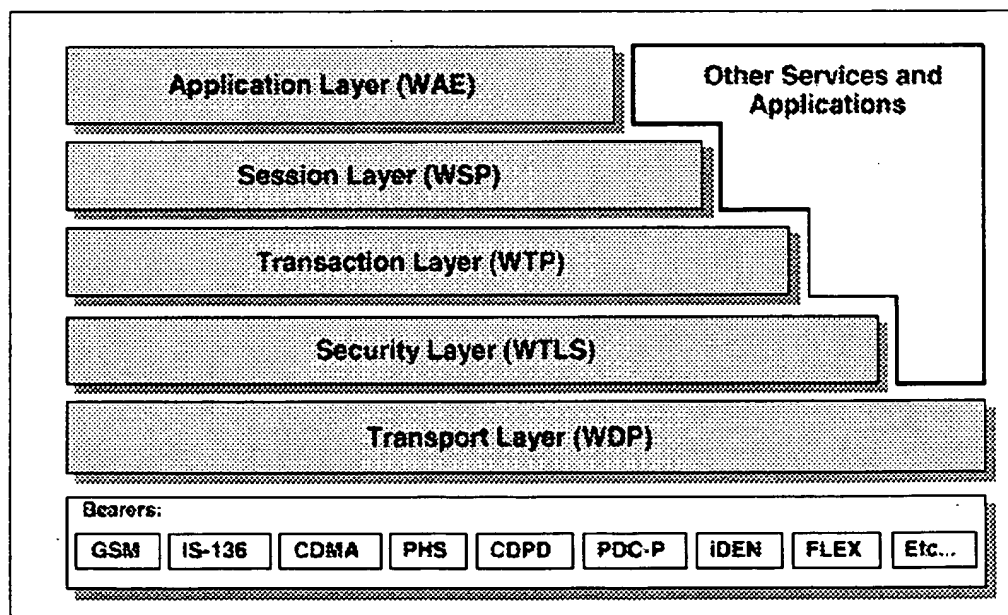 Application Layer (WAE)
Other Services and
Applications
Session Layer (WSP)
Transaction Layer (WTP)
Security Layer (WTLS)
Transport Layer (WDP)
Bearers:
GSM
IS-136
CDMA
PHS
CDPD
PDC-P
iDEN
FLEX
Etc...